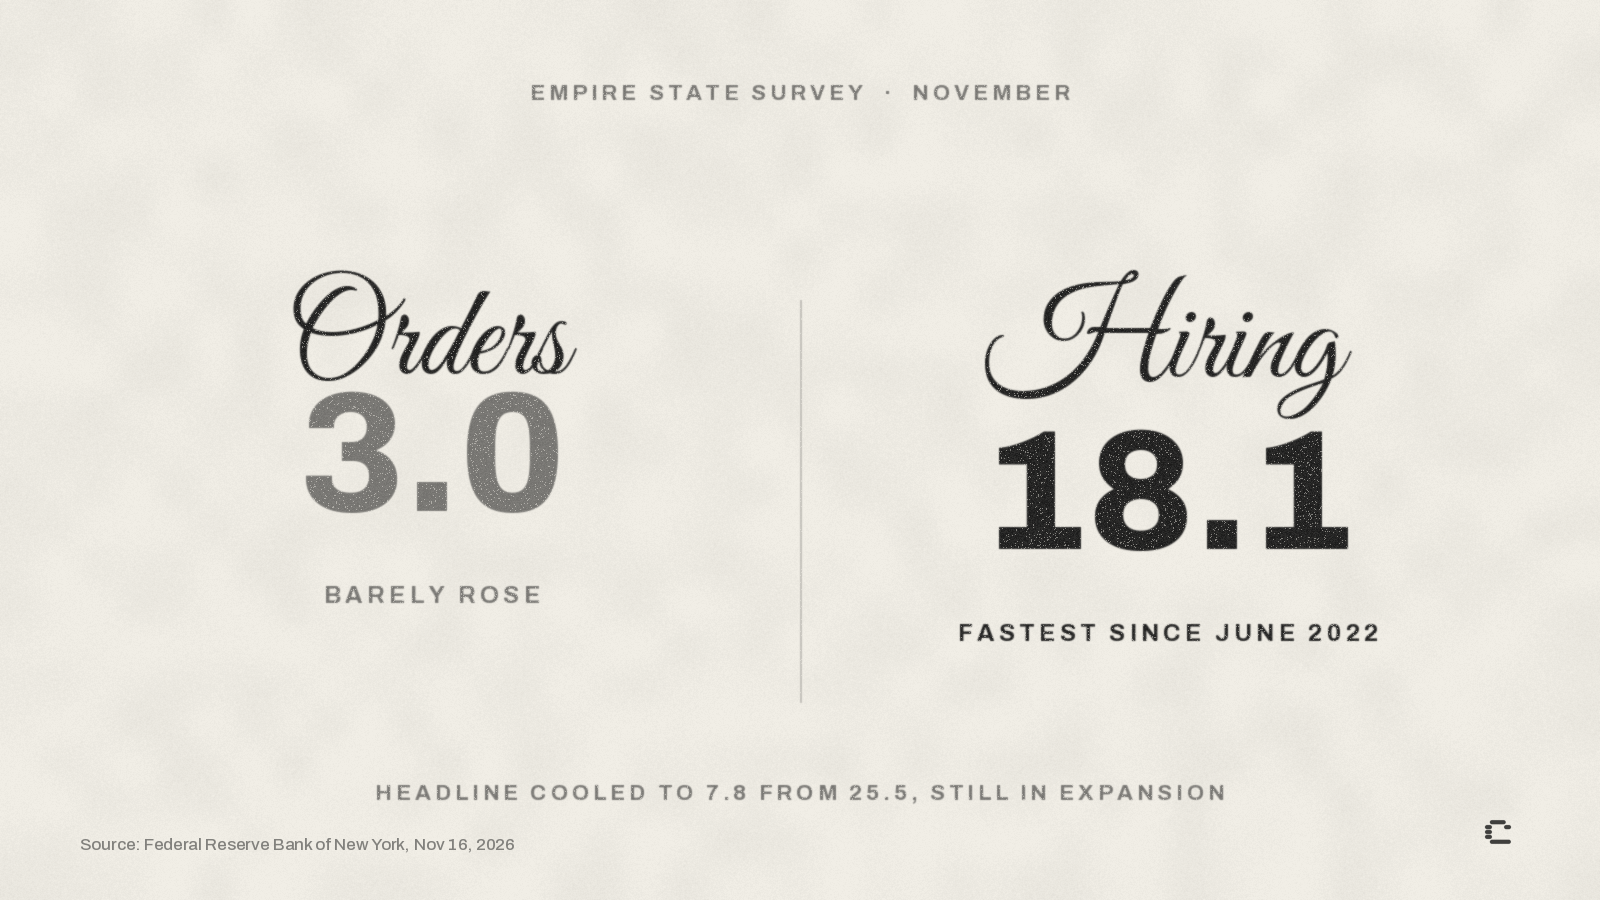 EMPIRE STATE SURVEY · NOVEMBER
Orders
3.0
BARELY ROSE
Hiring
18.1
FASTEST SINCE JUNE 2022
HEADLINE COOLED TO 7.8 FROM 25.5, STILL IN EXPANSION
Source: Federal Reserve Bank of New York, Nov 16, 2026